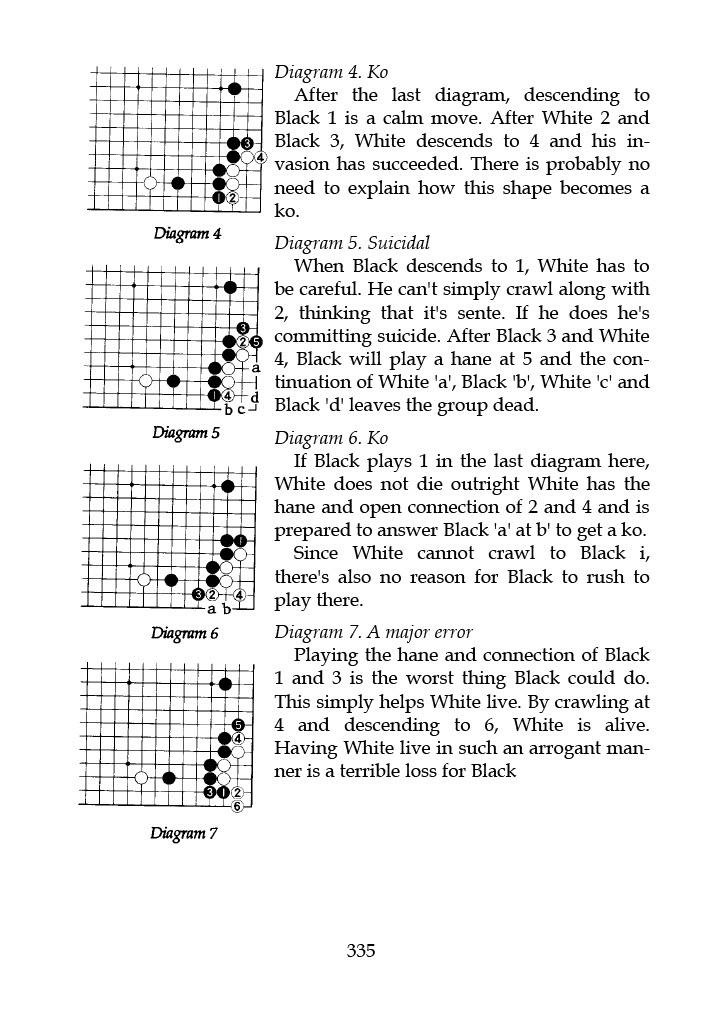 Diagram 4. Ko
After the last diagram, descending to
Black 1 is a calm move. After White 2 and
Black 3, White descends to 4 and his in-
vasion has succeeded. There is probably no
need to explain how this shape becomes a
ko.
3
4
1 2
Diagram 4
Diagram 5. Suicidal
When Black descends to 1, White has to
be careful. He can't simply crawl along with
2, thinking that it's sente. If he does he's
committing suicide. After Black 3 and White
4, Black will play a hane at 5 and the con-
tinuation of White 'a', Black 'b', White 'c' and
Black 'd' leaves the group dead.
3
2 5
a
1 4 d
b c
Diagram 5
Diagram 6. Ko
If Black plays 1 in the last diagram here,
White does not die outright White has the
hane and open connection of 2 and 4 and is
prepared to answer Black 'a' at b' to get a ko.
Since White cannot crawl to Black i,
there's also no reason for Black to rush to
play there.
1
3 2 4
a b
Diagram 6
Diagram 7. A major error
Playing the hane and connection of Black
1 and 3 is the worst thing Black could do.
This simply helps White live. By crawling at
4 and descending to 6, White is alive.
Having White live in such an arrogant man-
ner is a terrible loss for Black
5
4
3 1 2
6
Diagram 7
335